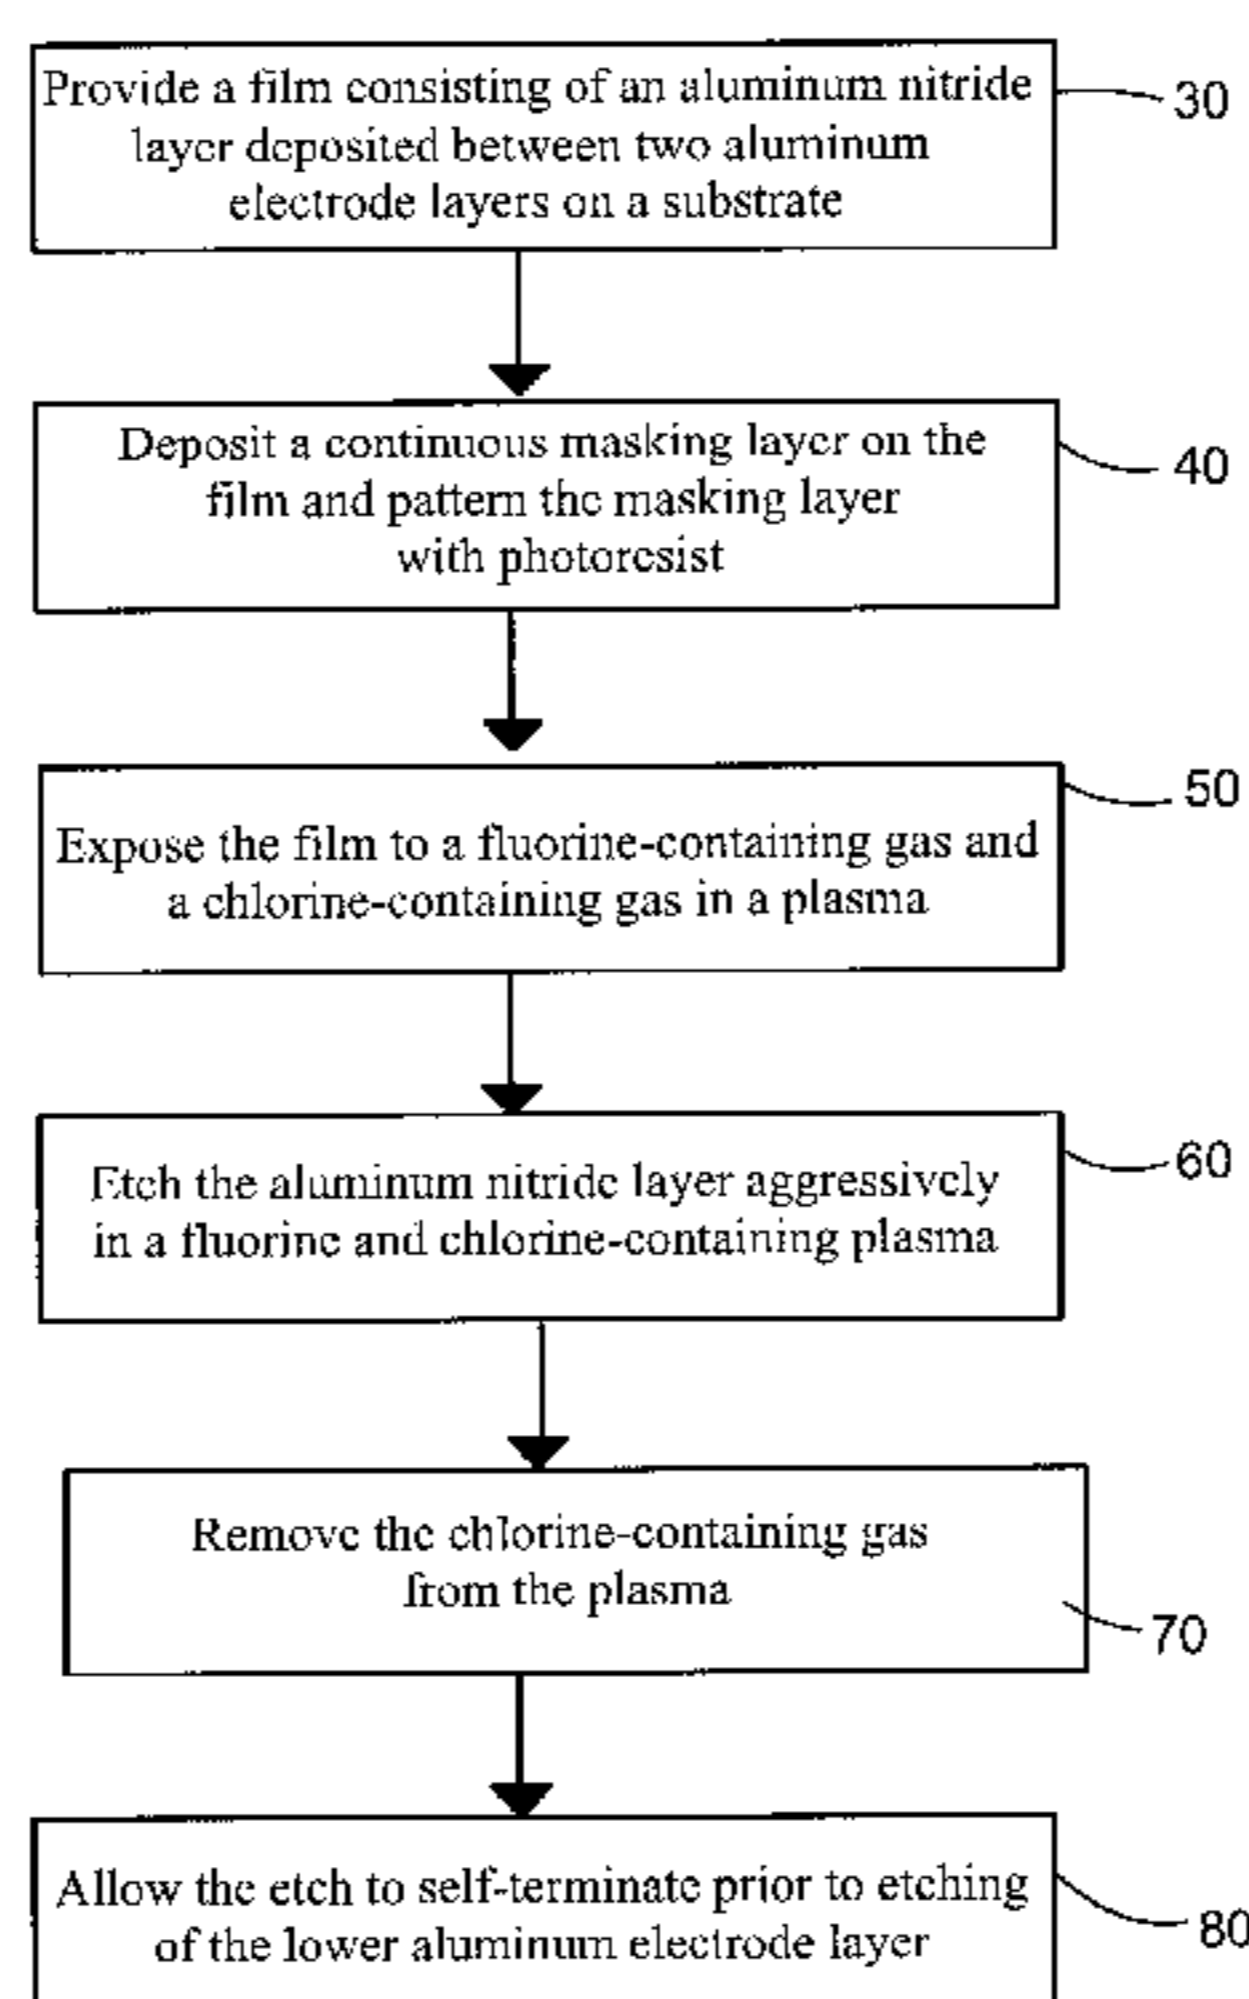 Provide a film consisting of an aluminum nitride
layer deposited between two aluminum
electrode layers on a substrate
30
Deposit a continuous masking layer on the
film and pattern the masking layer
with photoresist
40
Expose the film to a fluorine-containing gas and
a chlorine-containing gas in a plasma
50
Etch the aluminum nitride layer aggressively
in a fluorine and chlorine-containing plasma
60
Remove the chlorine-containing gas
from the plasma
70
Allow the etch to self-terminate prior to etching
of the lower aluminum electrode layer
80